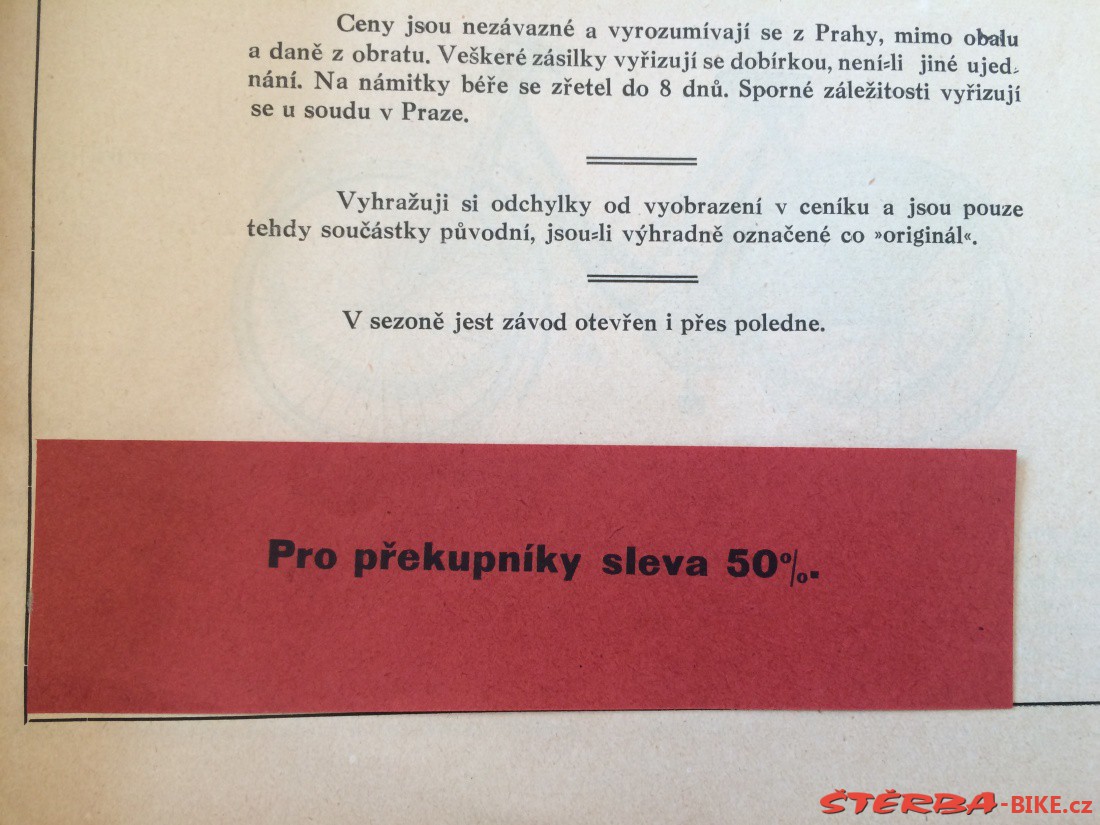 Ceny jsou nezávazné a vyrozumívají se z Prahy, mimo obalu
a daně z obratu. Veškeré zásilky vyřizují se dobírkou, není-li jiné ujed-
nání. Na námitky béře se zřetel do 8 dnů. Sporné záležitosti vyřizují
se u soudu v Praze.
Vyhražuji si odchylky od vyobrazení v ceníku a jsou pouze
tehdy součástky původní, jsou-li výhradně označené co »originál«.
V sezoně jest závod otevřen i přes poledne.
Pro překupníky sleva 50%.
ŠTĚRBA-BIKE.cz